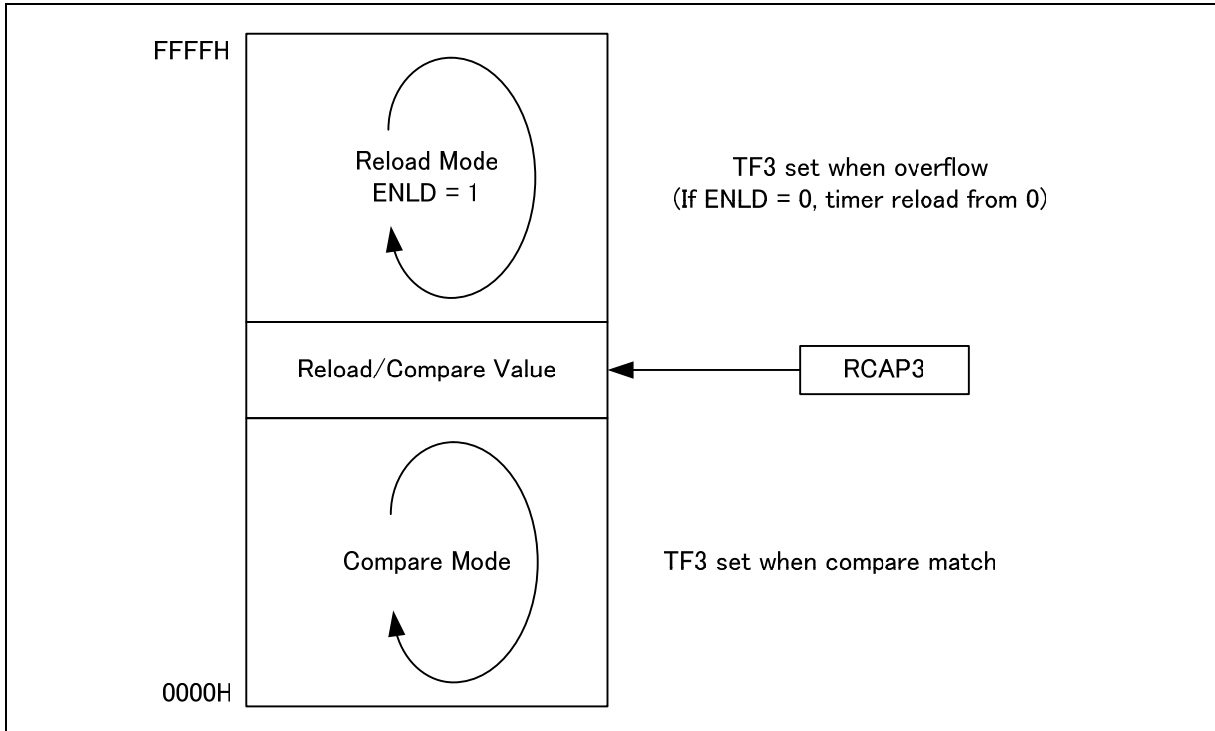 FFFFH
Reload Mode
ENLD = 1
TF3 set when overflow
(If ENLD = 0, timer reload from 0)
Reload/Compare Value
RCAP3
Compare Mode
TF3 set when compare match
0000H